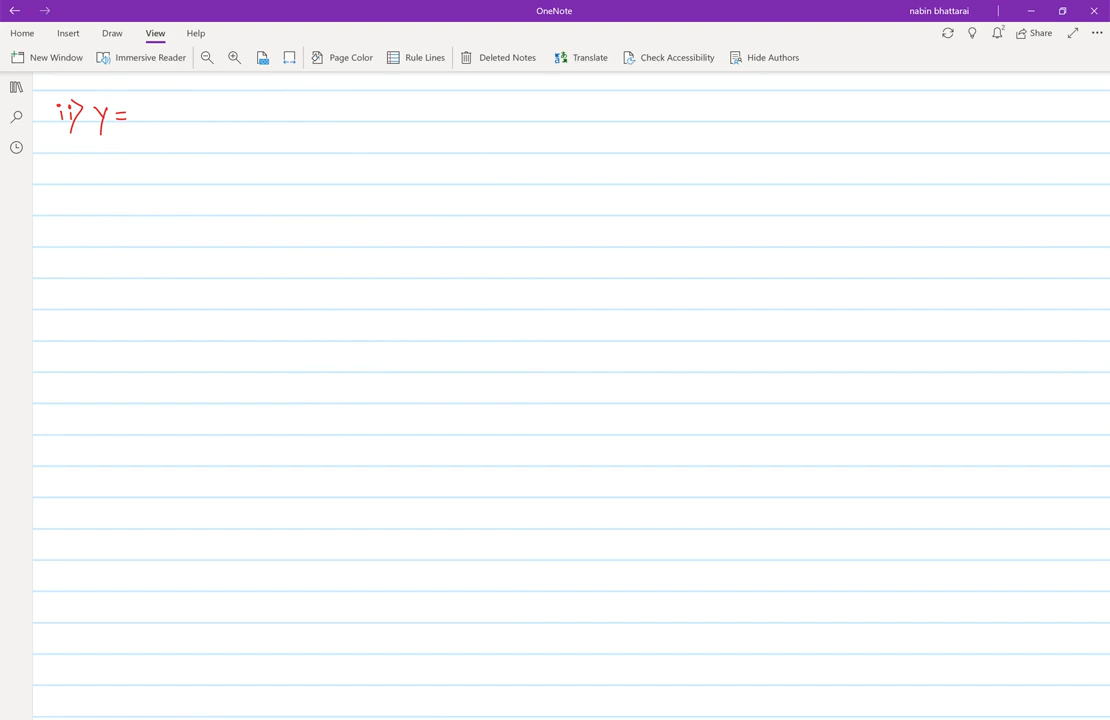 OneNote
nabin bhattarai
Home Insert Draw View Help
2 Share
New Window Immersive Reader Page Color Rule Lines Deleted Notes Translate Check Accessibility Hide Authors
ii> y =